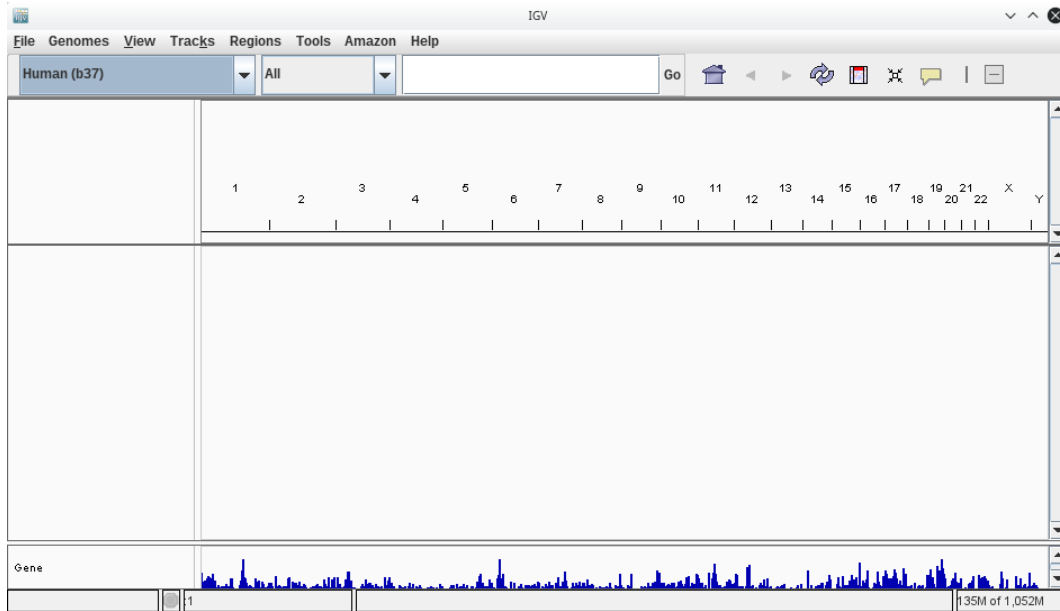 IGV
File Genomes View Tracks Regions Tools Amazon Help
Human (b37) All Go
1 3 5 7 9 11 13 15 17 19 21 X
2 4 6 8 10 12 14 16 18 20 22 Y
Gene
:1 135M of 1,052M